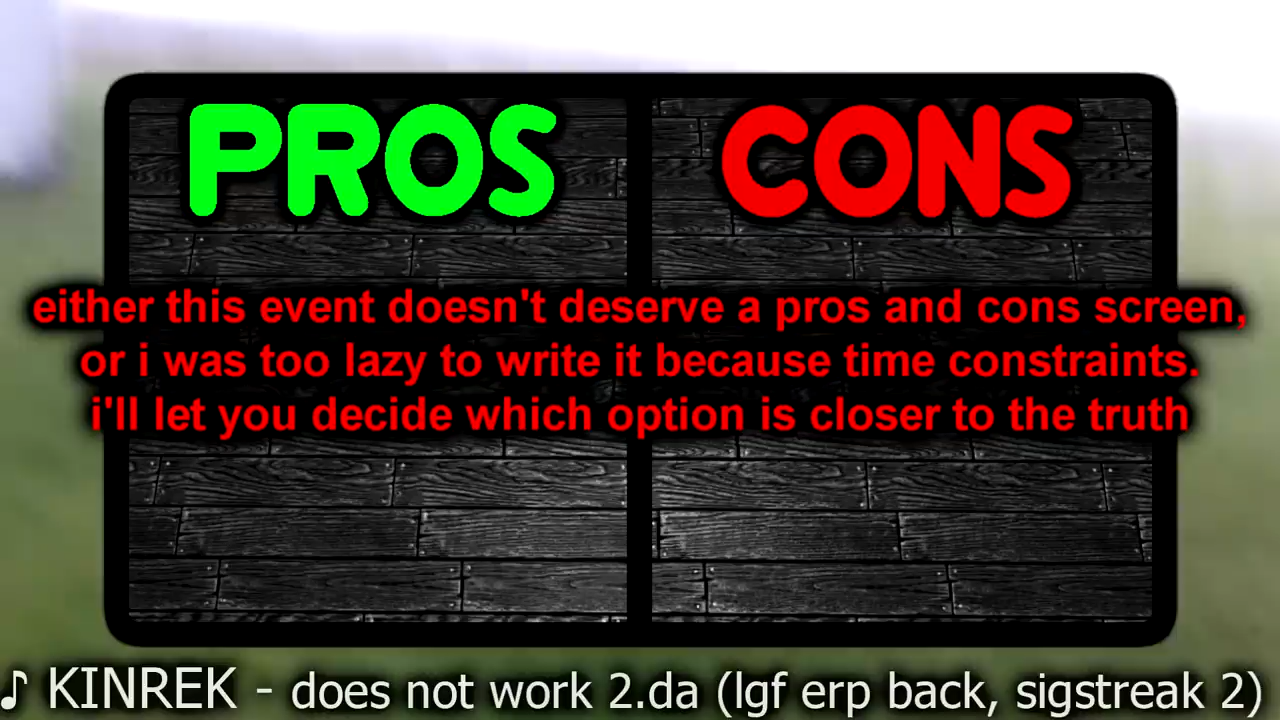 PROS CONS
either this event doesn't deserve a pros and cons screen,
or i was too lazy to write it because time constraints.
i'll let you decide which option is closer to the truth
♪ KINREK - does not work 2.da (lgf erp back, sigstreak 2)